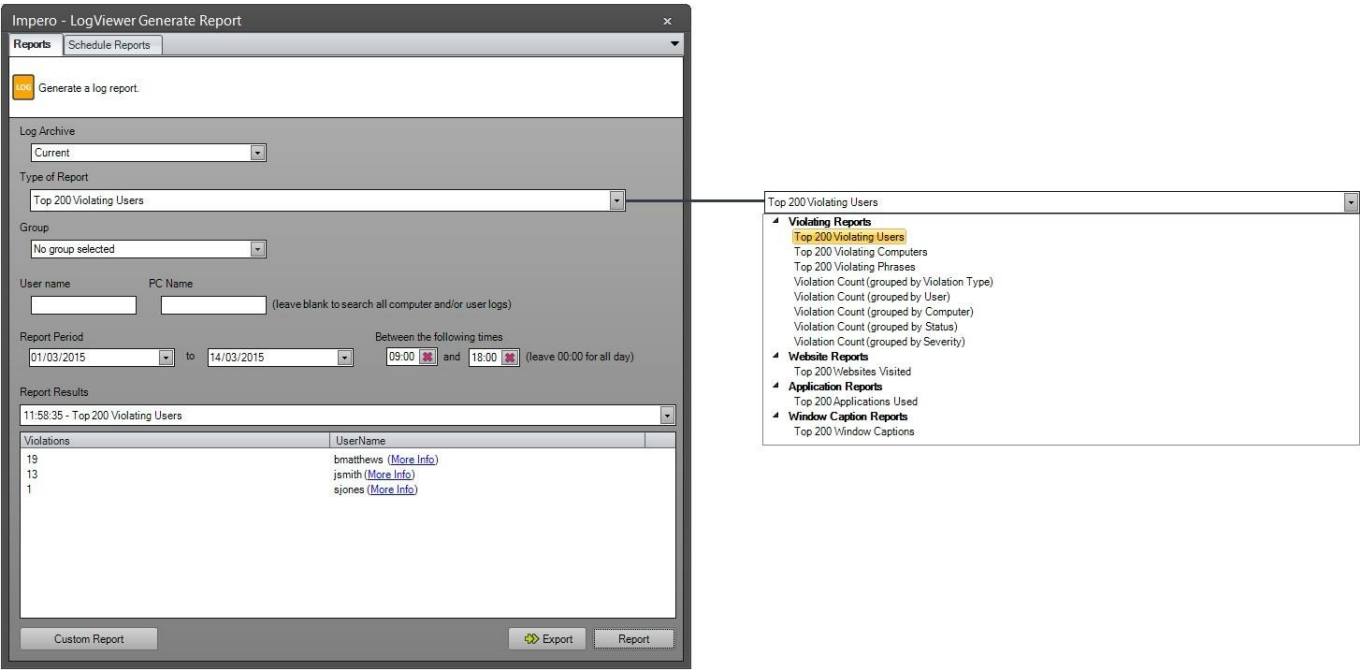 Impero - LogViewer Generate Report x
Reports Schedule Reports
LOG Generate a log report.
Log Archive
Current
Type of Report
Top 200 Violating Users
Group
No group selected
User name PC Name
(leave blank to search all computer and/or user logs)
Report Period Between the following times
01/03/2015 to 14/03/2015 09:00 and 18:00 (leave 00:00 for all day)
Report Results
11:58:35 - Top 200 Violating Users
Violations UserName
19 bmatthews (More Info)
13 jsmith (More Info)
1 sjones (More Info)
Custom Report Export Report
Top 200 Violating Users
Violating Reports
Top 200 Violating Users
Top 200 Violating Computers
Top 200 Violating Phrases
Violation Count (grouped by Violation Type)
Violation Count (grouped by User)
Violation Count (grouped by Computer)
Violation Count (grouped by Status)
Violation Count (grouped by Severity)
Website Reports
Top 200 Websites Visited
Application Reports
Top 200 Applications Used
Window Caption Reports
Top 200 Window Captions